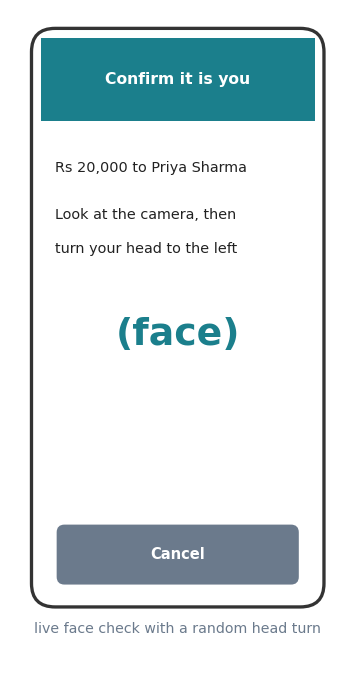 Confirm it is you
Rs 20,000 to Priya Sharma
Look at the camera, then
turn your head to the left
(face)
Cancel
live face check with a random head turn